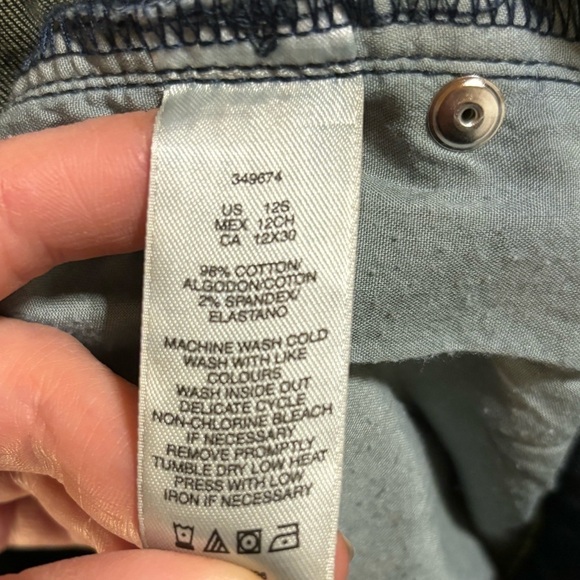 349674
US 12S
MEX 12CH
CA 12X30
98% COTTON/
ALGODON/COTON
2% SPANDEX/
ELASTANO
MACHINE WASH COLD
WASH WITH LIKE
COLOURS
WASH INSIDE OUT
DELICATE CYCLE
NON-CHLORINE BLEACH
IF NECESSARY
REMOVE PROMPTLY
TUMBLE DRY LOW HEAT
PRESS WITH LOW
IRON IF NECESSARY